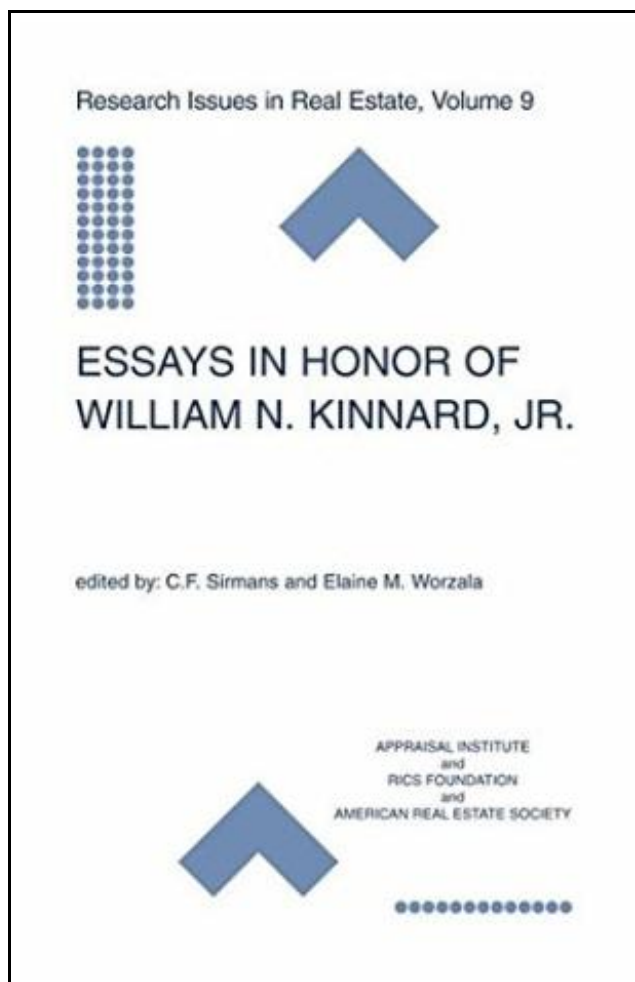 Research Issues in Real Estate, Volume 9
ESSAYS IN HONOR OF
WILLIAM N. KINNARD, JR.
edited by: C.F. Sirmans and Elaine M. Worzala
APPRAISAL INSTITUTE
and
RICS FOUNDATION
and
AMERICAN REAL ESTATE SOCIETY